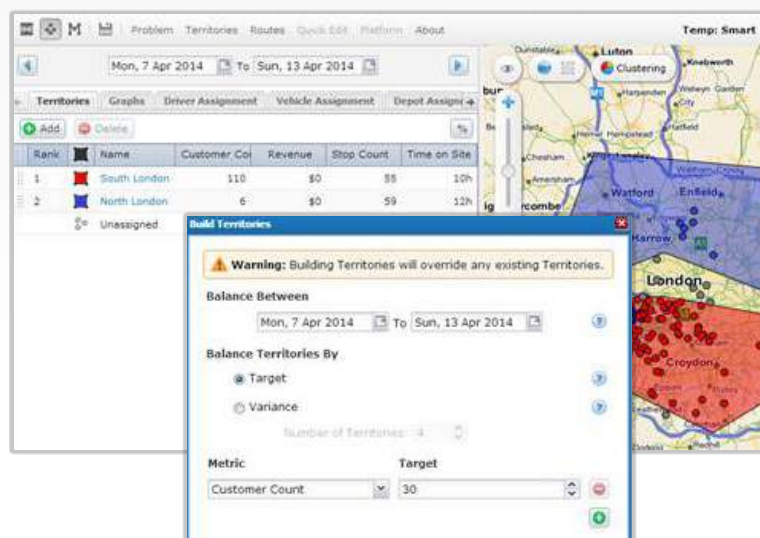 Problem Territories Routes Quick Edit Platform About
Temp: Smart
Mon, 7 Apr 2014 To Sun, 13 Apr 2014
Territories Graphs Driver Assignment Vehicle Assignment Depot Assign
Add Delete
Rank Name Customer Co Revenue Stop Count Time on Site
1 South London 110 $0 55 10h
2 North London 6 $0 59 12h
Unassigned
Clustering
Dunstable
Luton
Knebworth
Harpenden
Welwyn Garden
City
Hemel Hempstead
Hatfield
Chesham
Kings Langley
Amersham
Watford
Enfield
Harrow
London
Croydon
Epsom
Redhill
Build Territories
Warning: Building Territories will override any existing Territories.
Balance Between
Mon, 7 Apr 2014 To Sun, 13 Apr 2014
Balance Territories By
Target
Variance
Number of Territories 4
Metric Target
Customer Count 30